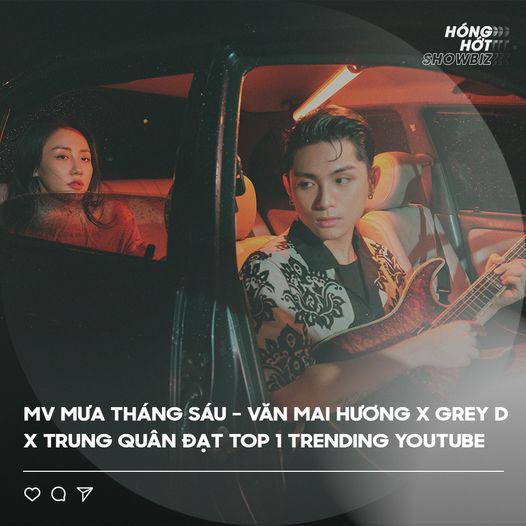 HÓNG
HỚT
SHOWBIZ
MV MƯA THÁNG SÁU - VĂN MAI HƯƠNG X GREY D
X TRUNG QUÂN ĐẠT TOP 1 TRENDING YOUTUBE